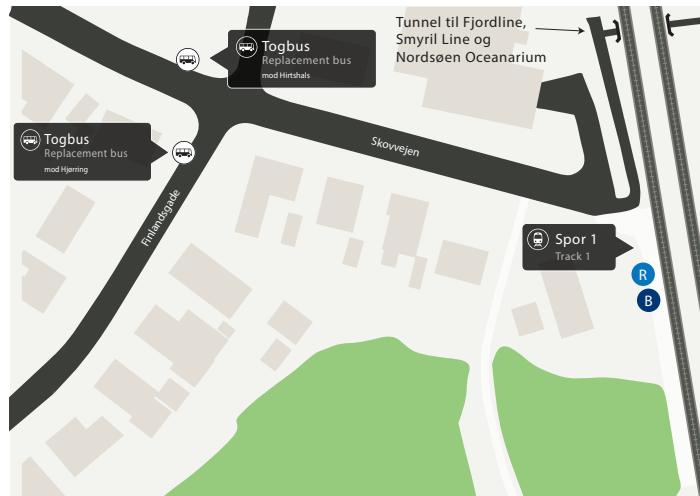 Tunnel til Fjordline,
Smyril Line og
Nordsøen Oceanarium
Togbus
Replacement bus
mod Hirtshals
Togbus
Replacement bus
mod Hjørring
Skovvejen
Finlandsgade
Spor 1
Track 1
R
B